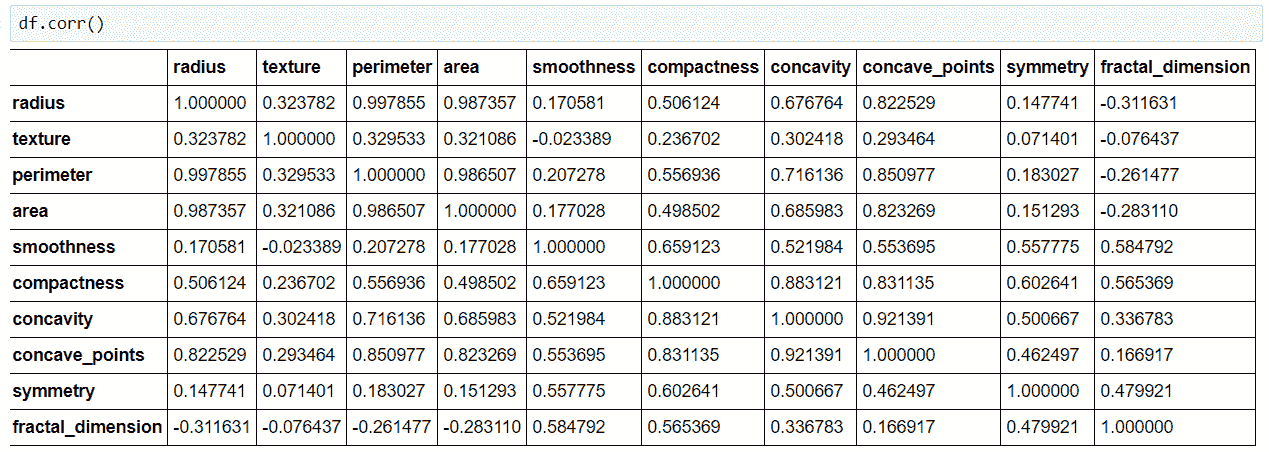 df.corr()
radius texture perimeter area smoothness compactness concavity concave_points symmetry fractal_dimension
radius 1.000000 0.323782 0.997855 0.987357 0.170581 0.506124 0.676764 0.822529 0.147741 -0.311631
texture 0.323782 1.000000 0.329533 0.321086 -0.023389 0.236702 0.302418 0.293464 0.071401 -0.076437
perimeter 0.997855 0.329533 1.000000 0.986507 0.207278 0.556936 0.716136 0.850977 0.183027 -0.261477
area 0.987357 0.321086 0.986507 1.000000 0.177028 0.498502 0.685983 0.823269 0.151293 -0.283110
smoothness 0.170581 -0.023389 0.207278 0.177028 1.000000 0.659123 0.521984 0.553695 0.557775 0.584792
compactness 0.506124 0.236702 0.556936 0.498502 0.659123 1.000000 0.883121 0.831135 0.602641 0.565369
concavity 0.676764 0.302418 0.716136 0.685983 0.521984 0.883121 1.000000 0.921391 0.500667 0.336783
concave_points 0.822529 0.293464 0.850977 0.823269 0.553695 0.831135 0.921391 1.000000 0.462497 0.166917
symmetry 0.147741 0.071401 0.183027 0.151293 0.557775 0.602641 0.500667 0.462497 1.000000 0.479921
fractal_dimension -0.311631 -0.076437 -0.261477 -0.283110 0.584792 0.565369 0.336783 0.166917 0.479921 1.000000